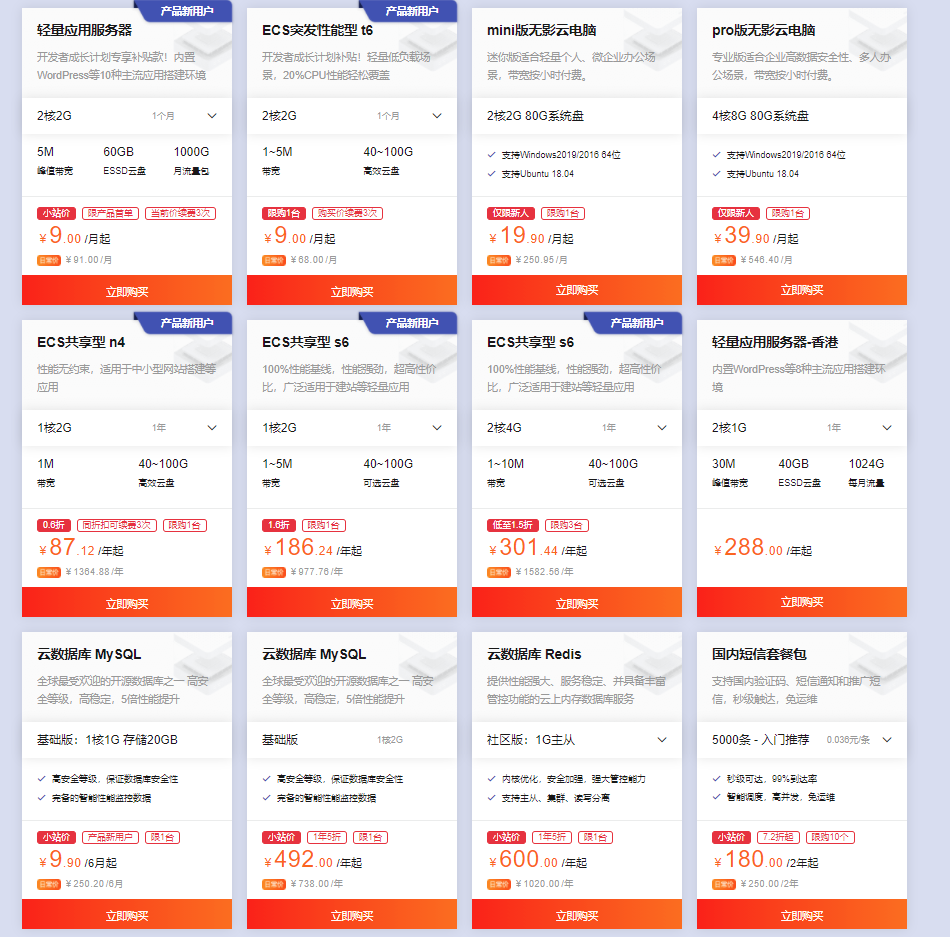 产品新用户
轻量应用服务器
开发者成长计划专享补贴款！内置
WordPress等10种主流应用搭建环境
2核2G 1个月
5M 60GB 1000G
峰值带宽 ESSD云盘 月流量包
小站价 限产品首单 当前价续费3次
￥9.00 /月起
日常价 ￥91.00/月
立即购买
产品新用户
ECS突发性能型 t6
开发者成长计划补贴！轻量低负载场
景，20%CPU性能轻松覆盖
2核2G 1个月
1~5M 40~100G
带宽 高效云盘
限购1台 购买价续费3次
￥9.00 /月起
日常价 ￥68.00/月
立即购买
mini版无影云电脑
迷你版适合轻量个人、微企业办公场
景，带宽按小时付费。
2核2G 80G系统盘
支持Windows2019/2016 64位
支持Ubuntu 18.04
仅限新人 限购1台
￥19.90 /月起
日常价 ￥250.95/月
立即购买
pro版无影云电脑
专业版适合企业高数据安全性、多人办
公场景，带宽按小时付费。
4核8G 80G系统盘
支持Windows2019/2016 64位
支持Ubuntu 18.04
仅限新人 限购1台
￥39.90 /月起
日常价 ￥546.40/月
立即购买
产品新用户
ECS共享型 n4
性能无约束，适用于中小型网站搭建等
应用
1核2G 1年
1M 40~100G
带宽 高效云盘
0.6折 同折扣可续费3次 限购1台
￥87.12 /年起
日常价 ￥1364.88/年
立即购买
产品新用户
ECS共享型 s6
100%性能基线，性能强劲，超高性价
比，广泛适用于建站等轻量应用
1核2G 1年
1~5M 40~100G
带宽 可选云盘
1.6折 限购1台
￥186.24 /年起
日常价 ￥977.76/年
立即购买
产品新用户
ECS共享型 s6
100%性能基线，性能强劲，超高性价
比，广泛适用于建站等轻量应用
2核4G 1年
1~10M 40~100G
带宽 可选云盘
低至1.5折 限购3台
￥301.44 /年起
日常价 ￥1582.56/年
立即购买
轻量应用服务器-香港
内置WordPress等8种主流应用搭建环
境
2核1G 1年
30M 40GB 1024G
峰值带宽 ESSD云盘 每月流量
￥288.00 /年起
立即购买
云数据库 MySQL
全球最受欢迎的开源数据库之一 高安
全等级，高稳定，5倍性能提升
基础版：1核1G 存储20GB
高安全等级，保证数据库安全性
完备的智能性能监控数据
小站价 产品新用户 限1台
￥9.90 /6月起
日常价 ￥250.20/6月
立即购买
云数据库 MySQL
全球最受欢迎的开源数据库之一 高安
全等级，高稳定，5倍性能提升
基础版 1核2G
高安全等级，保证数据库安全性
完备的智能性能监控数据
小站价 1年5折 限1台
￥492.00 /年起
日常价 ￥738.00/年
立即购买
云数据库 Redis
提供性能强大、服务稳定、并具备丰富
管控功能的云上内存数据库服务
社区版：1G主从
内核优化，安全加强，强大管控能力
支持主从、集群、读写分离
小站价 1年5折 限1台
￥600.00 /年起
日常价 ￥1020.00/年
立即购买
国内短信套餐包
支持国内验证码、短信通知和推广短
信，秒级触达，免运维
5000条 - 入门推荐 0.036元/条
秒级可达，99%到达率
智能调度，高并发，免运维
小站价 7.2折起 限购10个
￥180.00 /2年起
日常价 ￥250.00/2年
立即购买